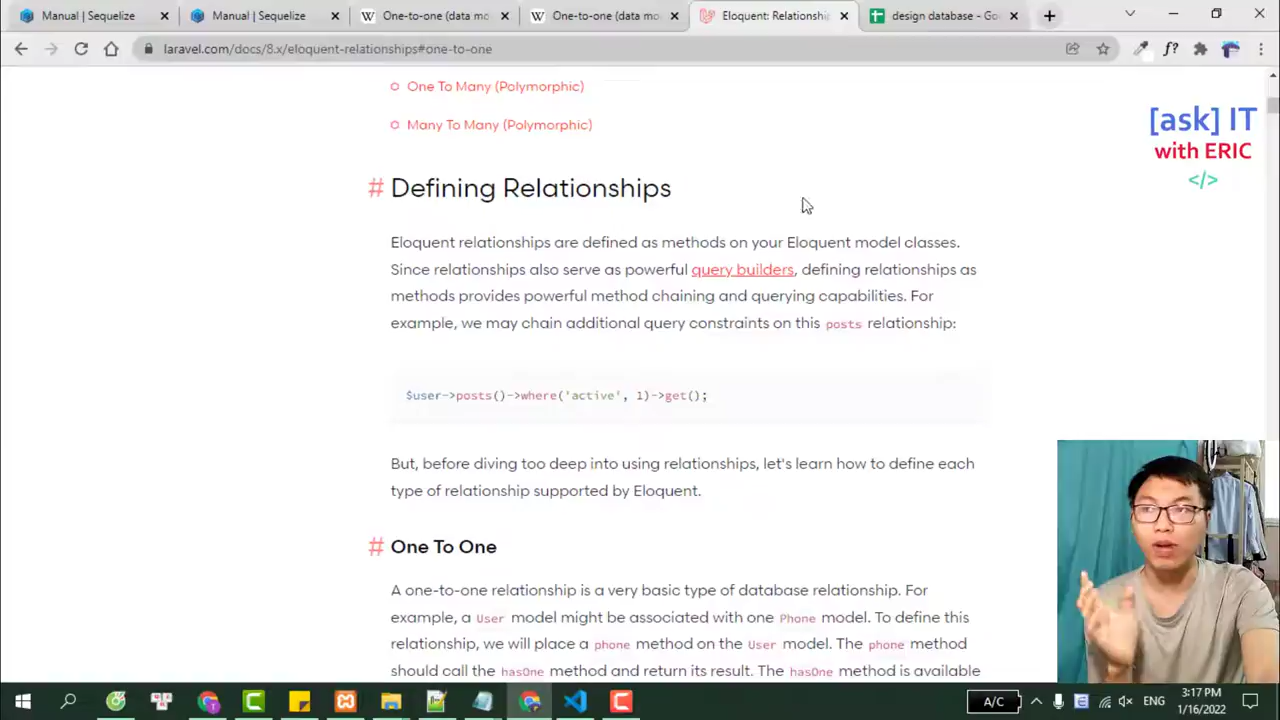 Manual | Sequelize
Manual | Sequelize
One-to-one (data mo
One-to-one (data mo
Eloquent: Relationshi
design database - Goo
laravel.com/docs/8.x/eloquent-relationships#one-to-one
f?
One To Many (Polymorphic)
Many To Many (Polymorphic)
[ask] IT
with ERIC
</>
# Defining Relationships
Eloquent relationships are defined as methods on your Eloquent model classes.
Since relationships also serve as powerful query builders, defining relationships as
methods provides powerful method chaining and querying capabilities. For
example, we may chain additional query constraints on this posts relationship:
$user->posts()->where('active', 1)->get();
But, before diving too deep into using relationships, let's learn how to define each
type of relationship supported by Eloquent.
# One To One
A one-to-one relationship is a very basic type of database relationship. For
example, a User model might be associated with one Phone model. To define this
relationship, we will place a phone method on the User model. The phone method
should call the hasOne method and return its result. The hasOne method is available
A/C
ENG
3:17 PM
1/16/2022